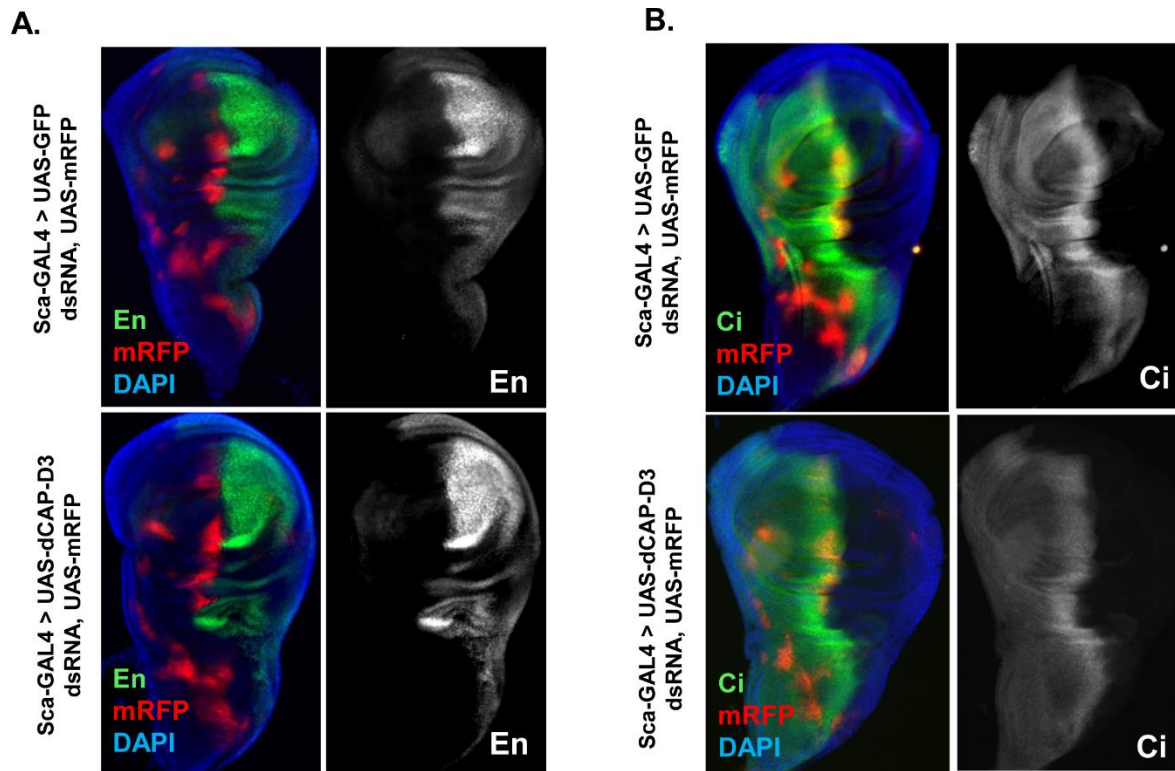 A.
Sca-GAL4 > UAS-GFP
dsRNA, UAS-mRFP
En
mRFP
DAPI
En
Sca-GAL4 > UAS-dCAP-D3
dsRNA, UAS-mRFP
En
mRFP
DAPI
En
B.
Sca-GAL4 > UAS-GFP
dsRNA, UAS-mRFP
Ci
mRFP
DAPI
Ci
Sca-GAL4 > UAS-dCAP-D3
dsRNA, UAS-mRFP
Ci
mRFP
DAPI
Ci